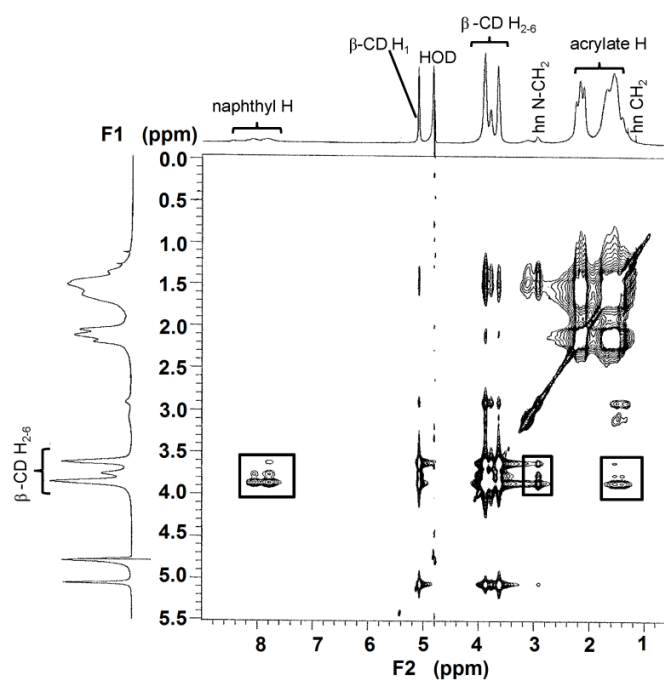 β-CD H2-6
β-CD H1
HOD
acrylate H
naphthyl H
hn N-CH2
hn CH2
F1 (ppm)
0.0
0.5
1.0
1.5
2.0
2.5
3.0
3.5
4.0
4.5
5.0
5.5
β-CD H2-6
8 7 6 5 4 3 2 1
F2 (ppm)